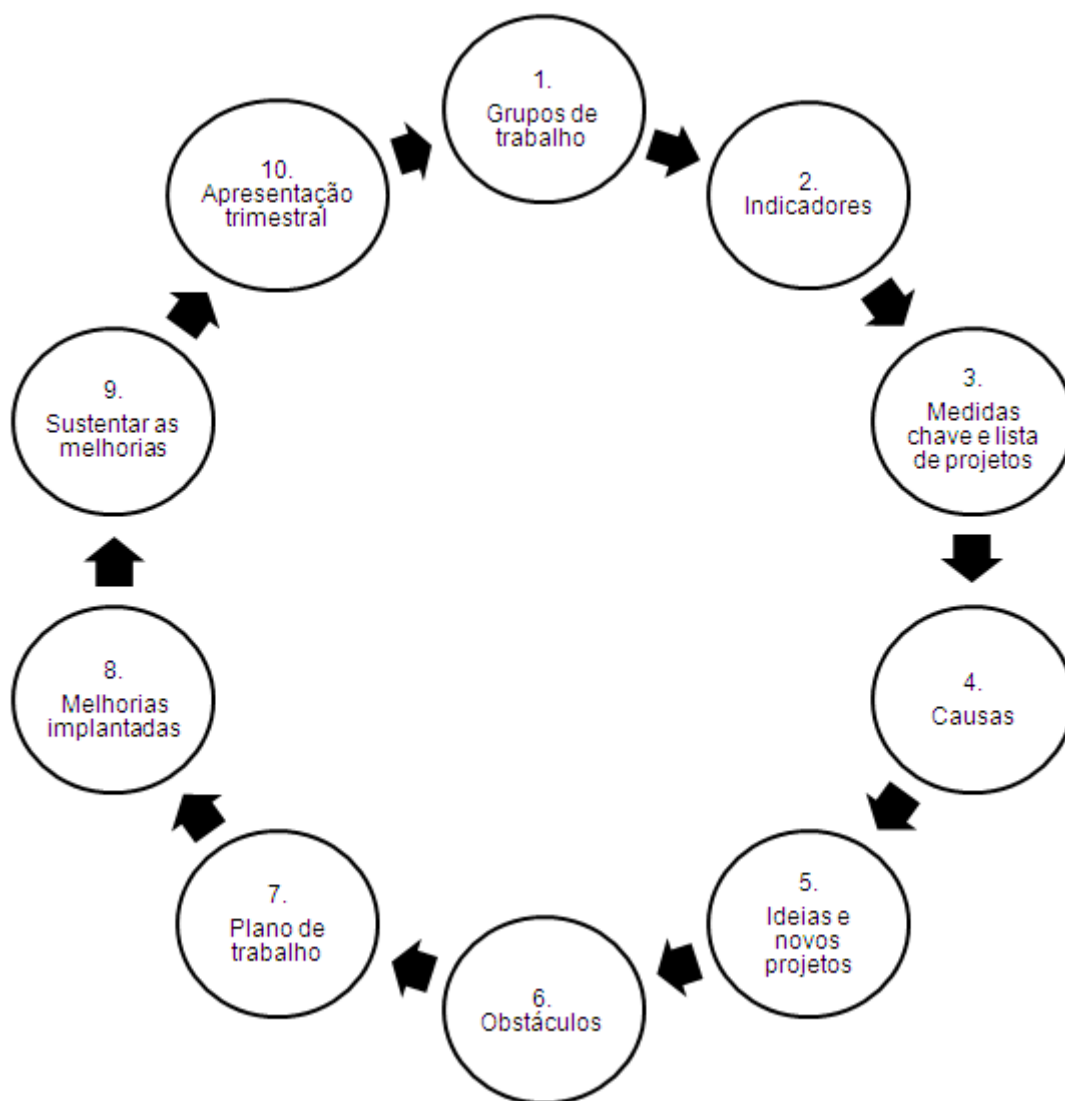 1.
Grupos de
trabalho
2.
Indicadores
3.
Medidas
chave e lista
de projetos
4.
Causas
5.
Ideias e
novos
projetos
6.
Obstáculos
7.
Plano de
trabalho
8.
Melhorias
implantadas
9.
Sustentar as
melhorias
10.
Apresentação
trimestral